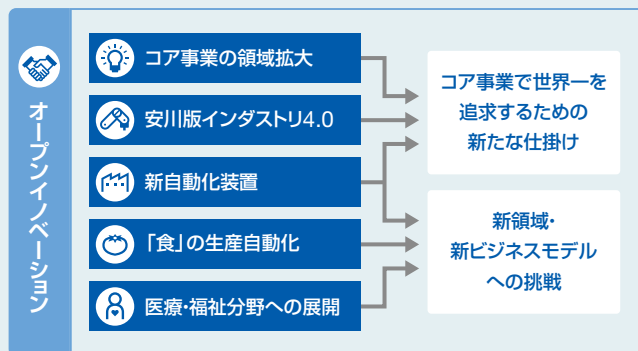 オープンイノベーション
コア事業の領域拡大
安川版インダストリ4.0
新自動化装置
「食」の生産自動化
医療・福祉分野への展開
コア事業で世界一を
追求するための
新たな仕掛け
新領域・
新ビジネスモデル
への挑戦